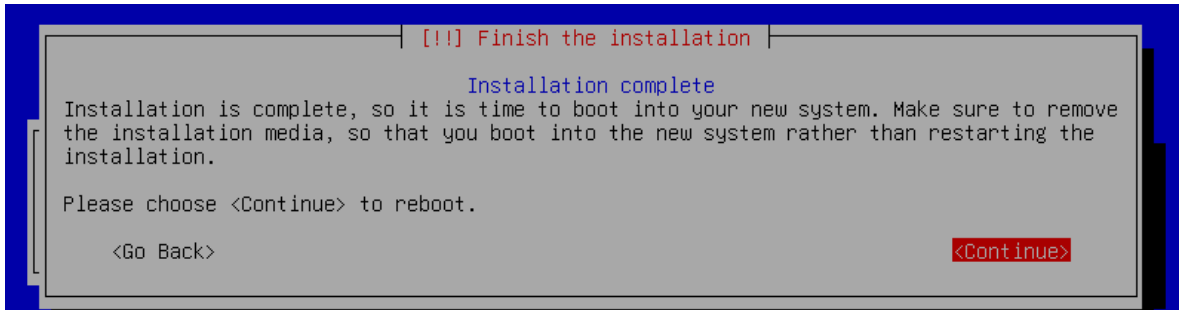 [!!] Finish the installation
Installation complete
Installation is complete, so it is time to boot into your new system. Make sure to remove
the installation media, so that you boot into the new system rather than restarting the
installation.
Please choose <Continue> to reboot.
<Go Back> <Continue>